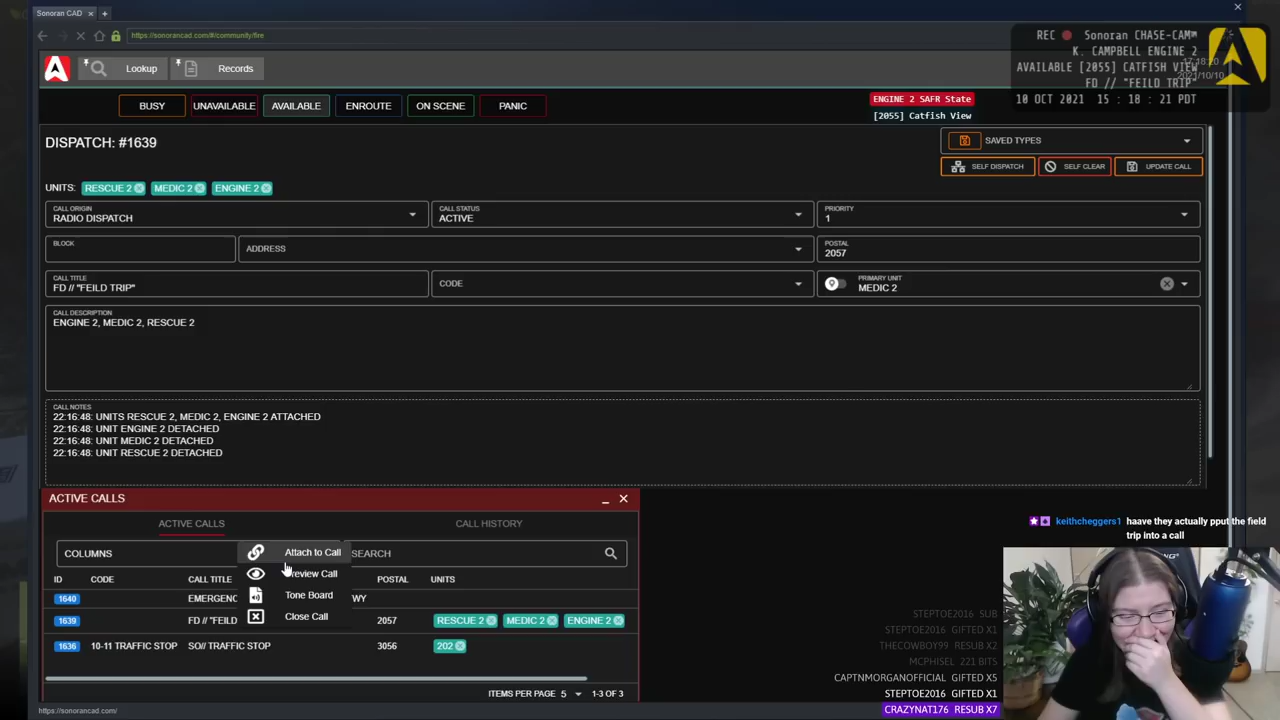 Sonoran CAD
https://sonorancad.com/#/community/fire
REC Sonoran CHASE-CAM™
K. CAMPBELL ENGINE 2
AVAILABLE [2055] CATFISH VIEW
FD // "FEILD TRIP"
10 OCT 2021 15:18:21 PDT
17:18:20
2021/10/10
Lookup
Records
BUSY
UNAVAILABLE
AVAILABLE
ENROUTE
ON SCENE
PANIC
ENGINE 2 SAFR State
[2055] Catfish View
DISPATCH: #1639
SAVED TYPES
SELF DISPATCH
SELF CLEAR
UPDATE CALL
UNITS: RESCUE 2 MEDIC 2 ENGINE 2
CALL ORIGIN
RADIO DISPATCH
CALL STATUS
ACTIVE
PRIORITY
1
BLOCK
ADDRESS
POSTAL
2057
CALL TITLE
FD // "FEILD TRIP"
CODE
PRIMARY UNIT
MEDIC 2
CALL DESCRIPTION
ENGINE 2, MEDIC 2, RESCUE 2
CALL NOTES
22:16:48: UNITS RESCUE 2, MEDIC 2, ENGINE 2 ATTACHED
22:16:48: UNIT ENGINE 2 DETACHED
22:16:48: UNIT MEDIC 2 DETACHED
22:16:48: UNIT RESCUE 2 DETACHED
ACTIVE CALLS
ACTIVE CALLS
CALL HISTORY
COLUMNS
SEARCH
Attach to Call
Preview Call
Tone Board
Close Call
ID CODE CALL TITLE POSTAL UNITS
1640 EMERGENC WY
1639 FD // "FEILD 2057 RESCUE 2 MEDIC 2 ENGINE 2
1636 10-11 TRAFFIC STOP SO// TRAFFIC STOP 3056 202
ITEMS PER PAGE 5 1-3 OF 3
https://sonorancad.com/
keithcheggers1 haave they actually pput the field
trip into a call
STEPTOE2016 SUB
STEPTOE2016 GIFTED X1
THECOWBOY99 RESUB X2
MCPHISEL 221 BITS
CAPTNMORGANOFFICIAL GIFTED X5
STEPTOE2016 GIFTED X1
CRAZYNAT176 RESUB X7